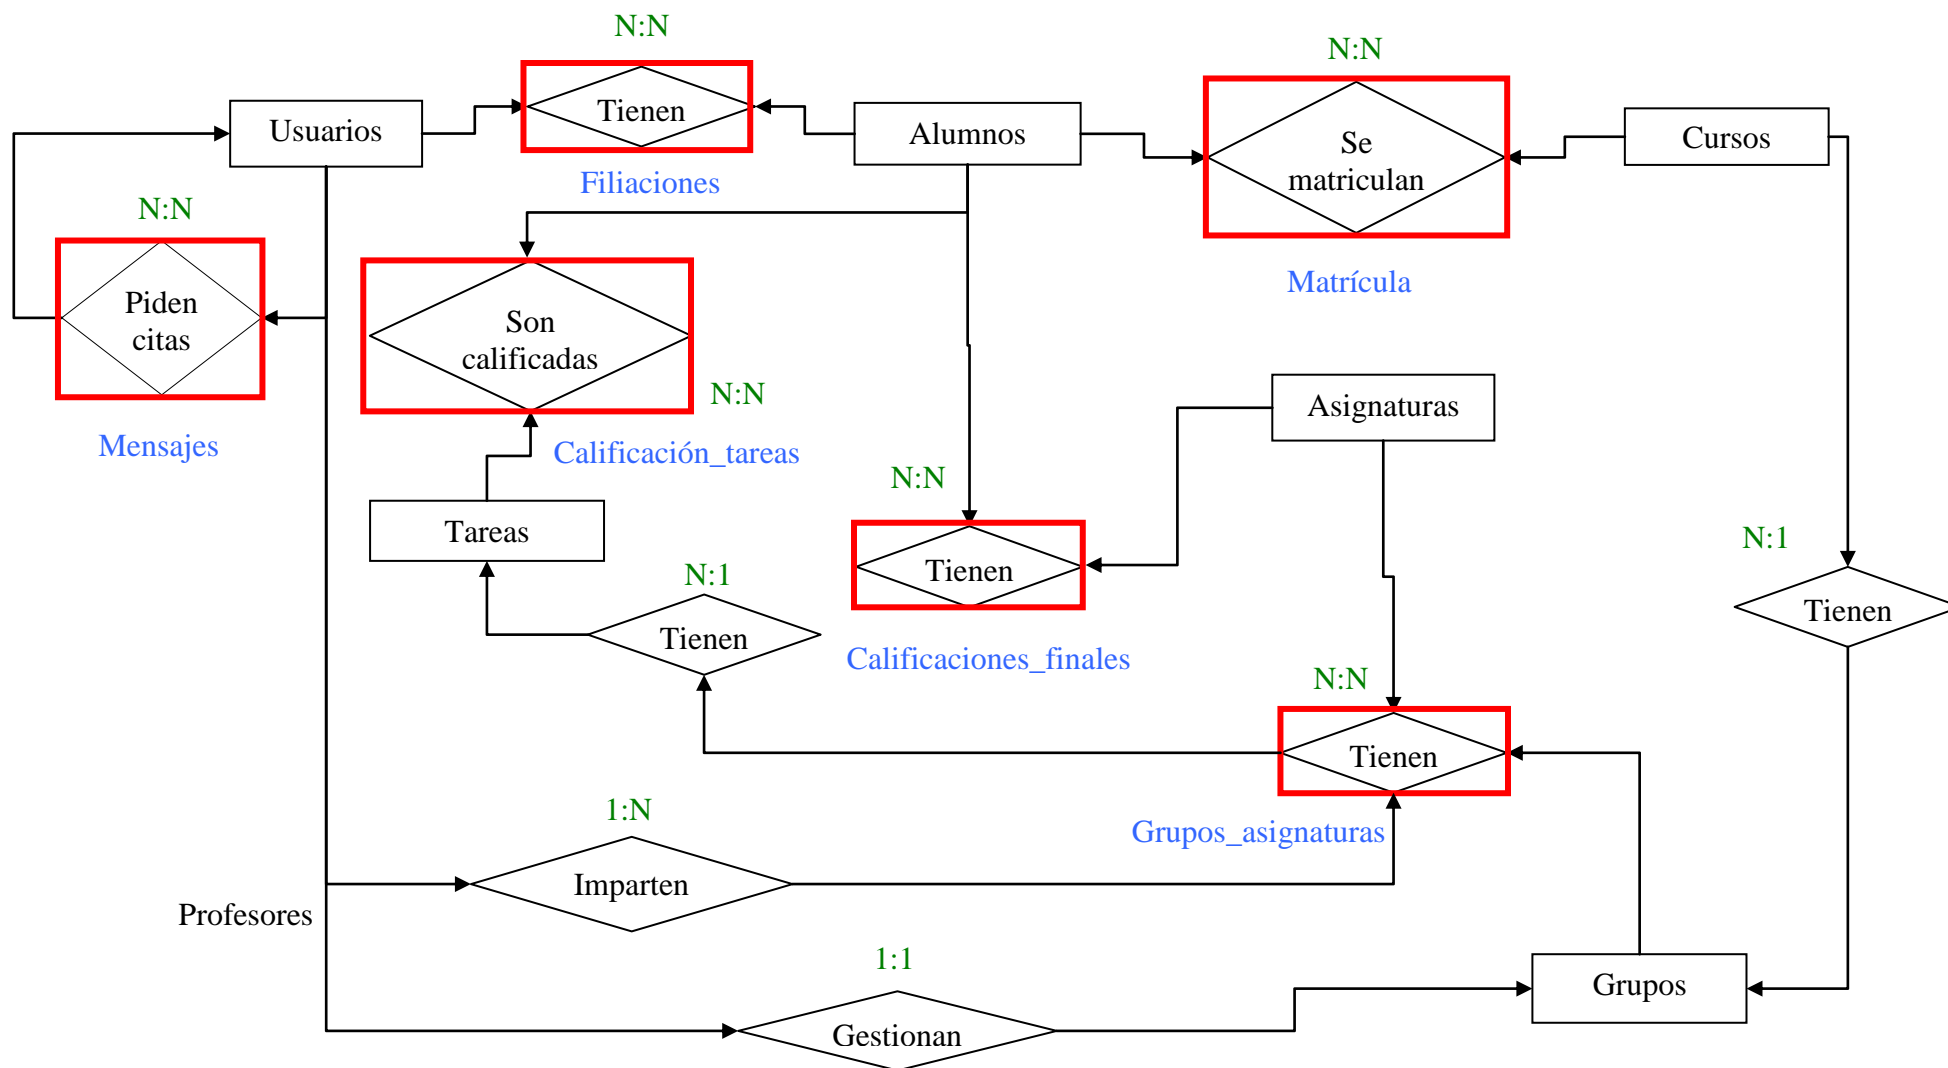 N:N
N:N
Usuarios
Tienen
Alumnos
Se
matriculan
Cursos
Filiaciones
N:N
Matrícula
Piden
citas
Son
calificadas
N:N
Mensajes
Calificación_tareas
Asignaturas
N:N
Tareas
N:1
Tienen
N:1
Tienen
Tienen
Calificaciones_finales
N:N
Tienen
1:N
Grupos_asignaturas
Imparten
Profesores
1:1
Grupos
Gestionan